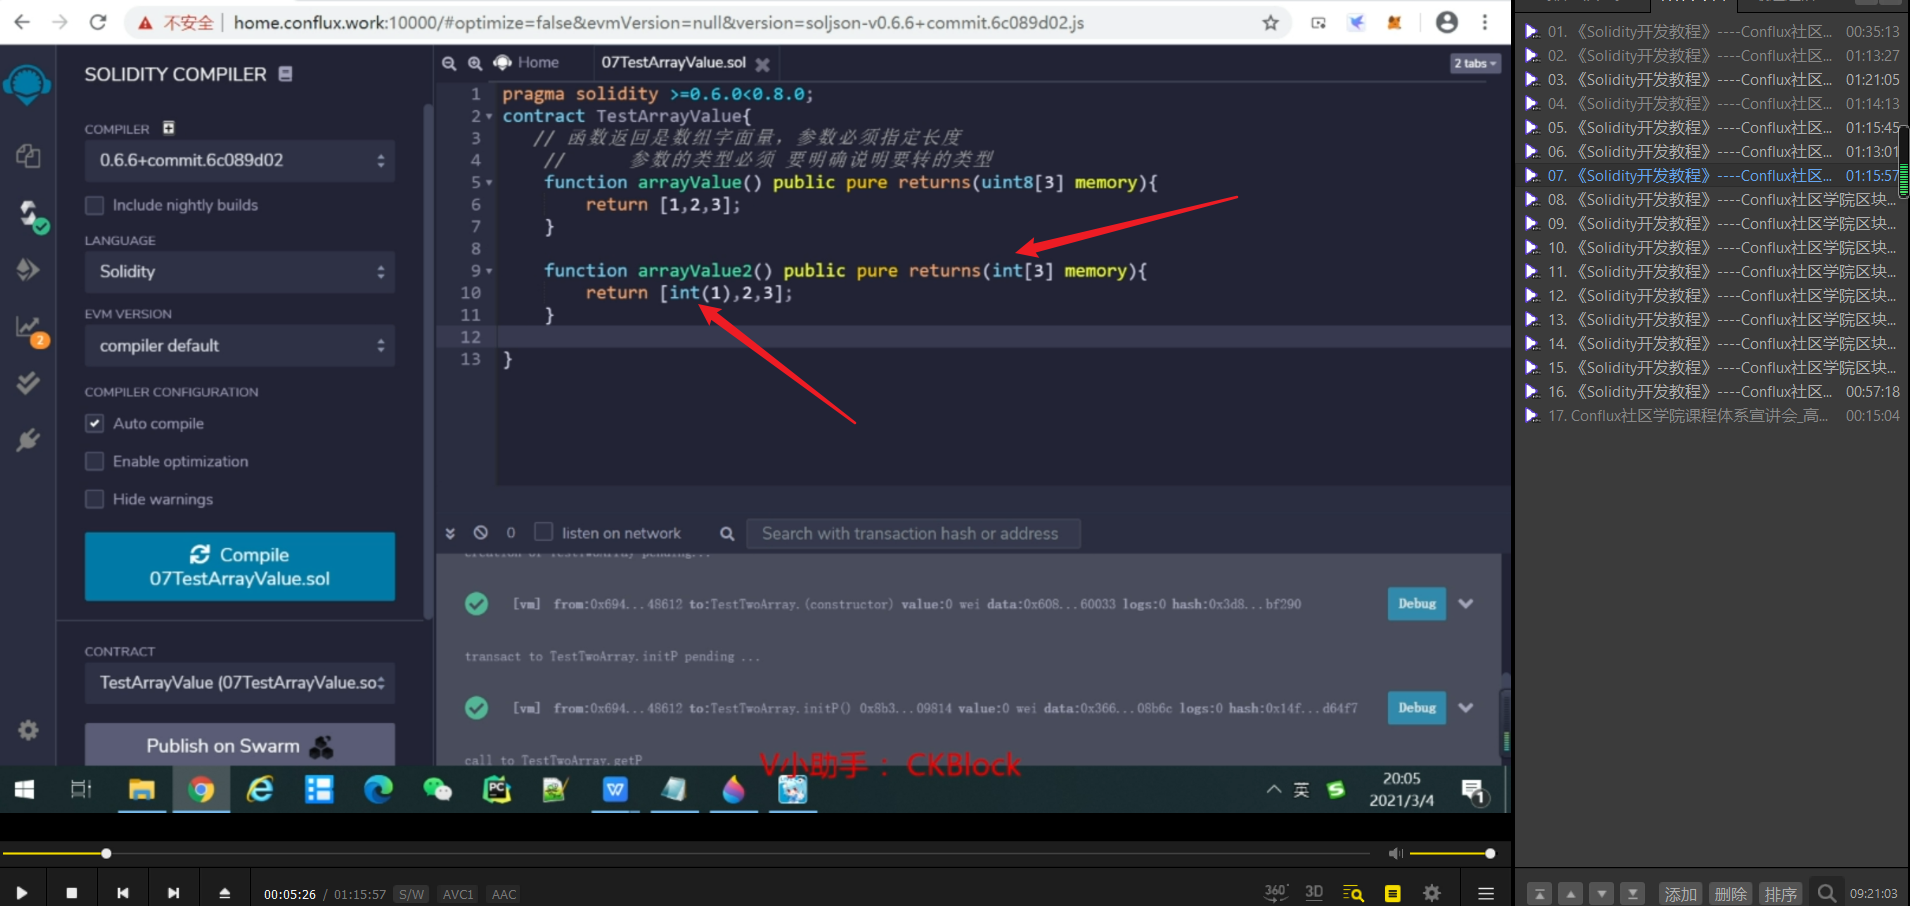 不安全 home.conflux.work:10000/#optimize=false&evmVersion=null&version=soljson-v0.6.6+commit.6c089d02.js
SOLIDITY COMPILER
COMPILER
0.6.6+commit.6c089d02
Include nightly builds
LANGUAGE
Solidity
EVM VERSION
compiler default
COMPILER CONFIGURATION
Auto compile
Enable optimization
Hide warnings
Compile
07TestArrayValue.sol
CONTRACT
TestArrayValue (07TestArrayValue.so
Publish on Swarm
2
Home
07TestArrayValue.sol
2 tabs
1 pragma solidity >=0.6.0<0.8.0;
2 contract TestArrayValue{
3 // 函数返回是数组字面量，参数必须指定长度
4 // 参数的类型必须 要明确说明要转的类型
5 function arrayValue() public pure returns(uint8[3] memory){
6 return [1,2,3];
7 }
8
9 function arrayValue2() public pure returns(int[3] memory){
10 return [int(1),2,3];
11 }
12
13 }
0 listen on network Search with transaction hash or address
creation of TestTwoArray pending...
[vm] from:0x694...48612 to:TestTwoArray.(constructor) value:0 wei data:0x608...60033 logs:0 hash:0x3d8...bf290 Debug
transact to TestTwoArray.initP pending ...
[vm] from:0x694...48612 to:TestTwoArray.initP() 0x8b3...09814 value:0 wei data:0x366...08b6c logs:0 hash:0x14f...d64f7 Debug
call to TestTwoArray.getP
V小助手： CKBlock
英
20:05
2021/3/4
1
00:05:26 / 01:15:57 S/W AVC1 AAC
360° 3D
01. 《Solidity开发教程》----Conflux社区... 00:35:13
02. 《Solidity开发教程》----Conflux社区... 01:13:27
03. 《Solidity开发教程》----Conflux社区... 01:21:05
04. 《Solidity开发教程》----Conflux社区... 01:14:13
05. 《Solidity开发教程》----Conflux社区... 01:15:45
06. 《Solidity开发教程》----Conflux社区... 01:13:01
07. 《Solidity开发教程》----Conflux社区... 01:15:57
08. 《Solidity开发教程》----Conflux社区学院区块...
09. 《Solidity开发教程》----Conflux社区学院区块...
10. 《Solidity开发教程》----Conflux社区学院区块...
11. 《Solidity开发教程》----Conflux社区学院区块...
12. 《Solidity开发教程》----Conflux社区学院区块...
13. 《Solidity开发教程》----Conflux社区学院区块...
14. 《Solidity开发教程》----Conflux社区学院区块...
15. 《Solidity开发教程》----Conflux社区学院区块...
16. 《Solidity开发教程》----Conflux社区... 00:57:18
17. Conflux社区学院课程体系宣讲会_高... 00:15:04
添加 删除 排序 09:21:03